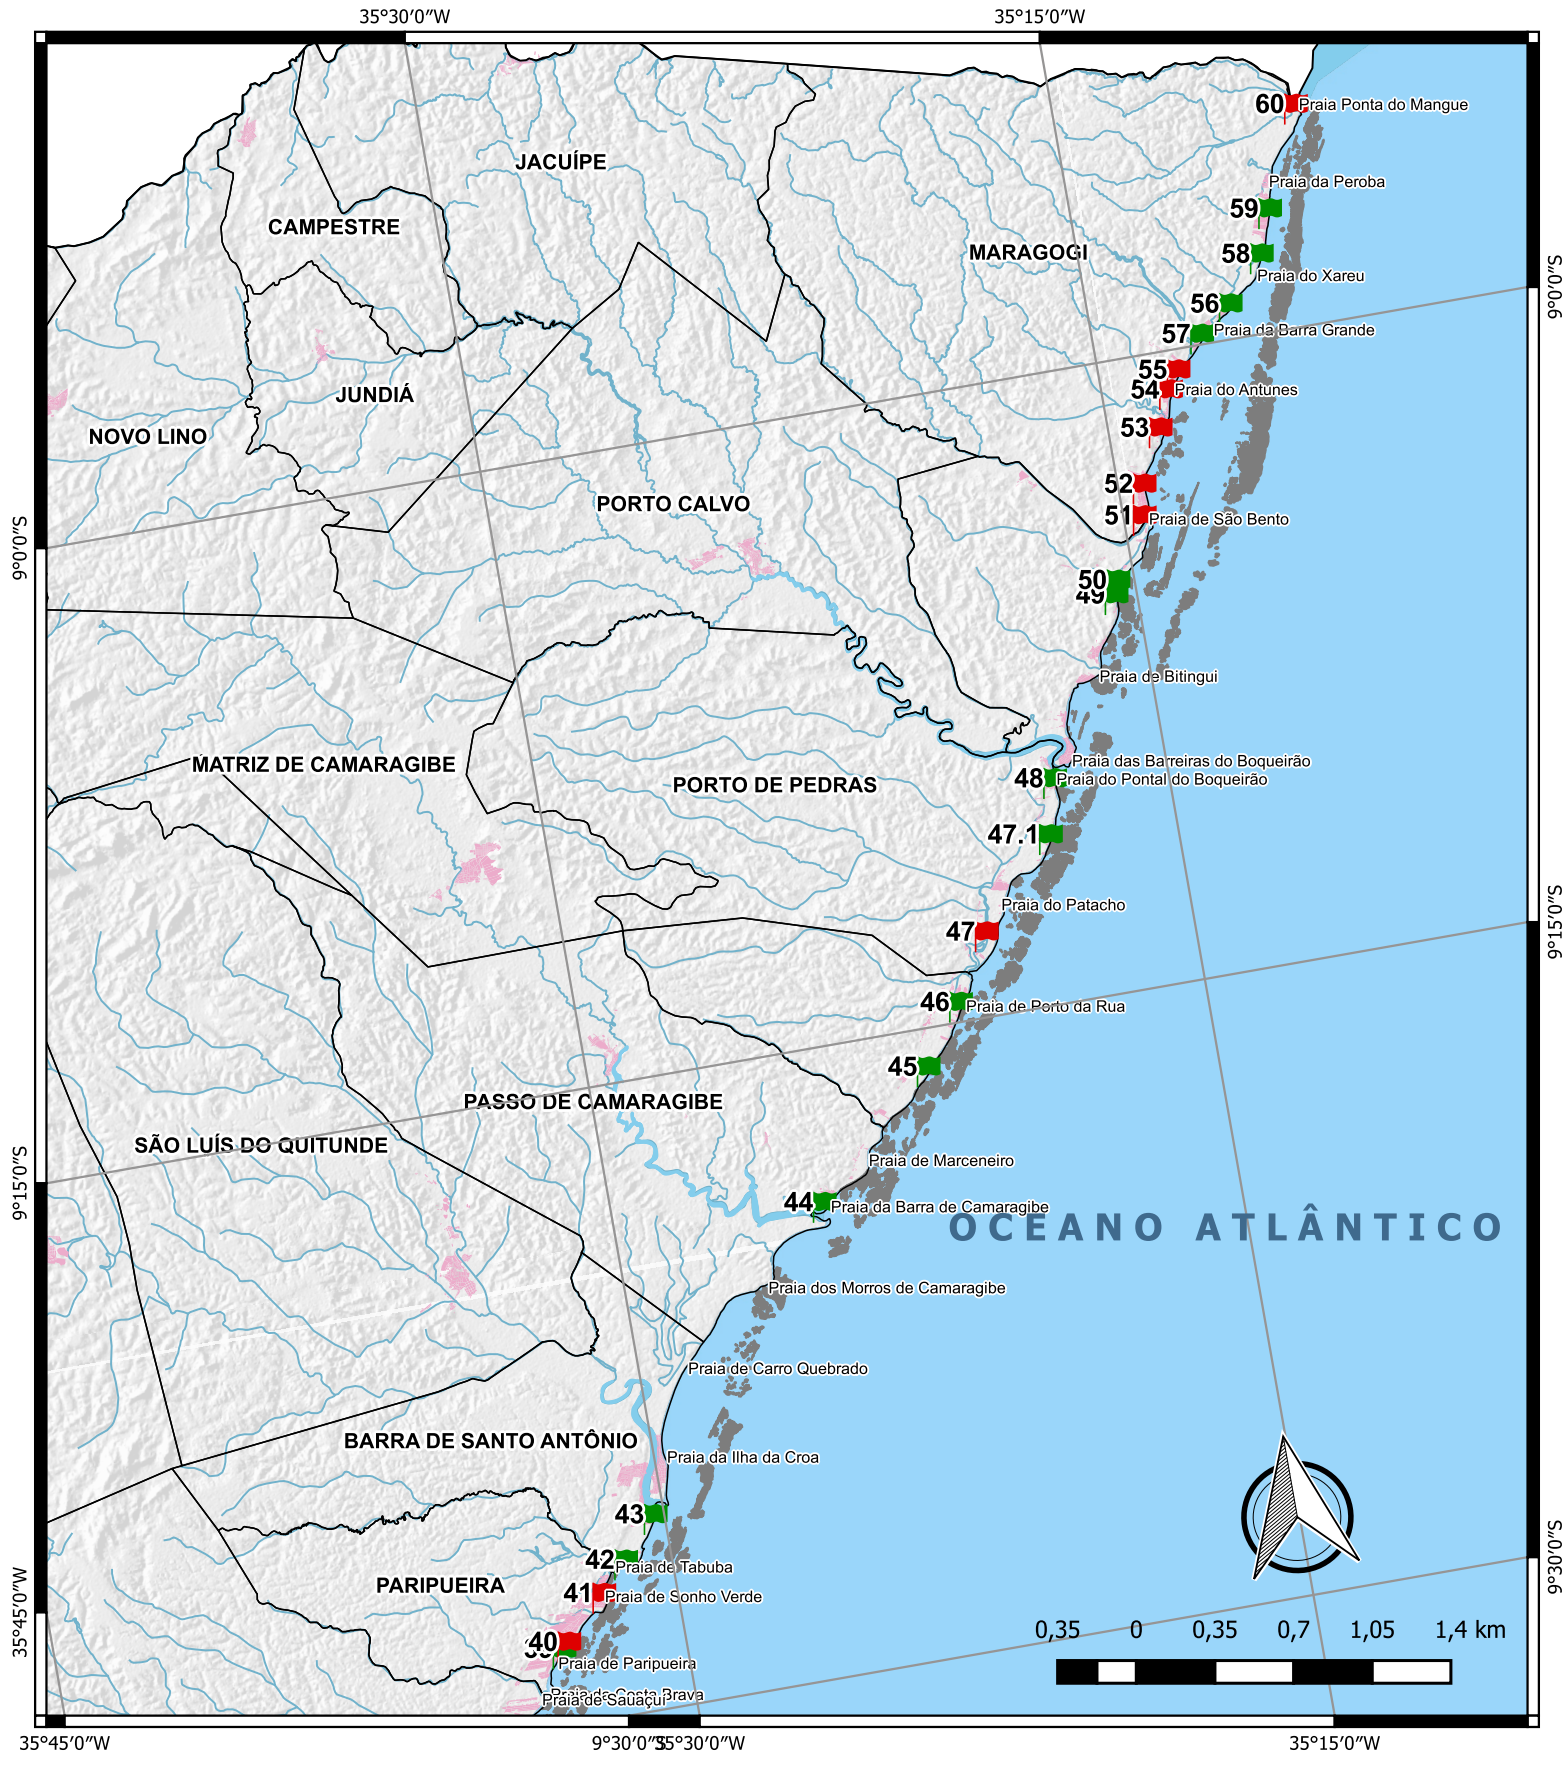 35°30′0″W
35°15′0″W
60
Praia Ponta do Mangue
JACUÍPE
Praia da Peroba
59
CAMPESTRE
MARAGOGI
58
Praia do Xareu
9°0′0″S
56
57
Praia da Barra Grande
55
54
Praia do Antunes
JUNDIÁ
53
NOVO LINO
52
PORTO CALVO
51
Praia de São Bento
9°0′0″S
50
49
Praia de Bitingui
MATRIZ DE CAMARAGIBE
Praia das Barreiras do Boqueirão
48
Praia do Pontal do Boqueirão
PORTO DE PEDRAS
47.1
Praia do Patacho
9°15′0″S
47
46
Praia de Porto da Rua
45
PASSO DE CAMARAGIBE
SÃO LUÍS DO QUITUNDE
Praia de Marceneiro
9°15′0″S
44
Praia da Barra de Camaragibe
OCEANO ATLÂNTICO
Praia dos Morros de Camaragibe
Praia de Carro Quebrado
BARRA DE SANTO ANTÔNIO
Praia da Ilha da Croa
43
42
Praia de Tabuba
9°30′0″S
PARIPUEIRA
41
Praia de Sonho Verde
35°45′0″W
40
Praia de Paripueira
0,35 0 0,35 0,7 1,05 1,4 km
Praia da Costa Brava
Praia de Sauaçuí
35°45′0″W
9°30′0″S
35°30′0″W
35°15′0″W